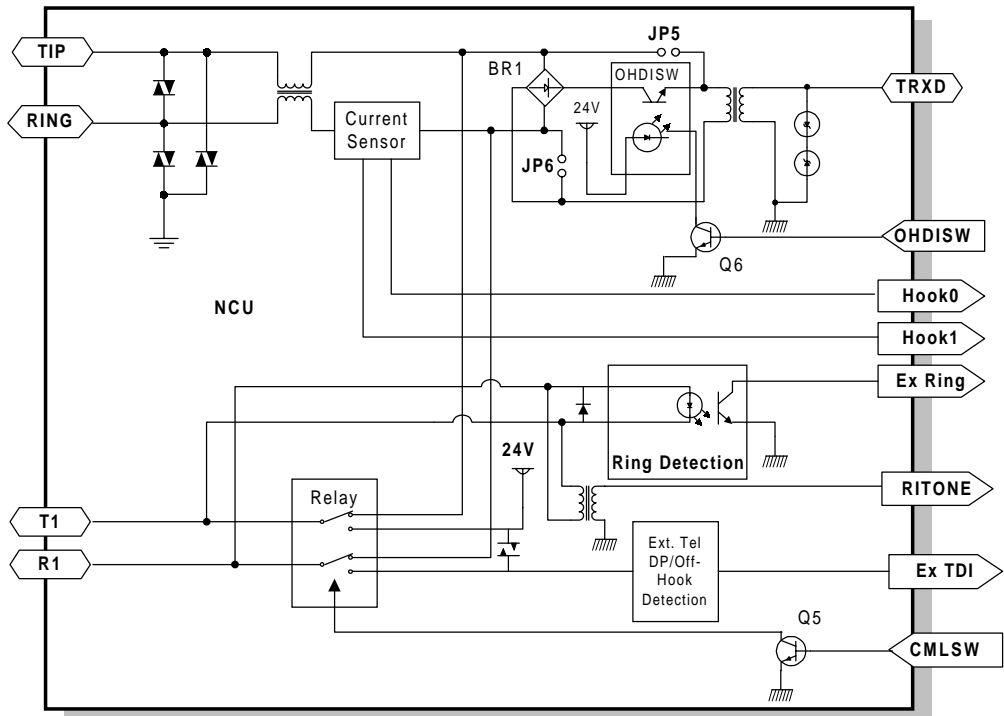 TIP
RING
NCU
Current
Sensor
BR1
JP5
OHDISW
24V
JP6
TRXD
OHDISW
Q6
Hook0
Hook1
Ex Ring
Ring Detection
24V
RITONE
T1
R1
Relay
Ext. Tel
DP/Off-
Hook
Detection
Ex TDI
Q5
CMLSW